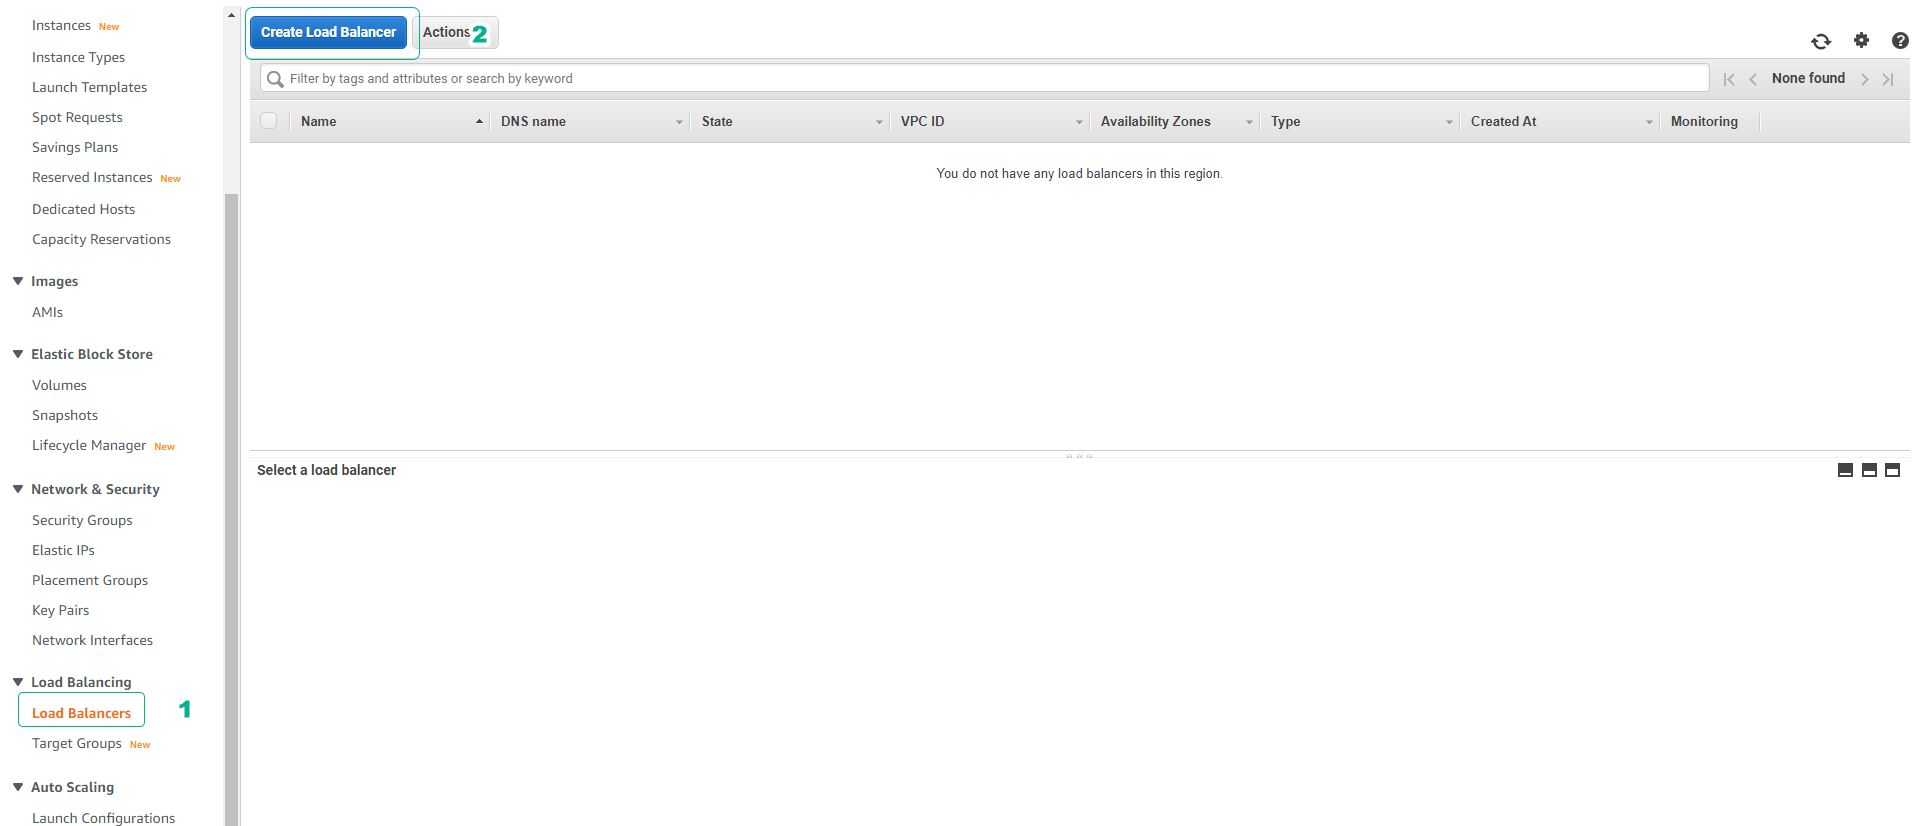 Instances New
Instance Types
Launch Templates
Spot Requests
Savings Plans
Reserved Instances New
Dedicated Hosts
Capacity Reservations
Images
AMIs
Elastic Block Store
Volumes
Snapshots
Lifecycle Manager New
Network & Security
Security Groups
Elastic IPs
Placement Groups
Key Pairs
Network Interfaces
Load Balancing
Load Balancers 1
Target Groups New
Auto Scaling
Launch Configurations
Create Load Balancer Actions 2
Filter by tags and attributes or search by keyword None found
Name DNS name State VPC ID Availability Zones Type Created At Monitoring
You do not have any load balancers in this region.
Select a load balancer